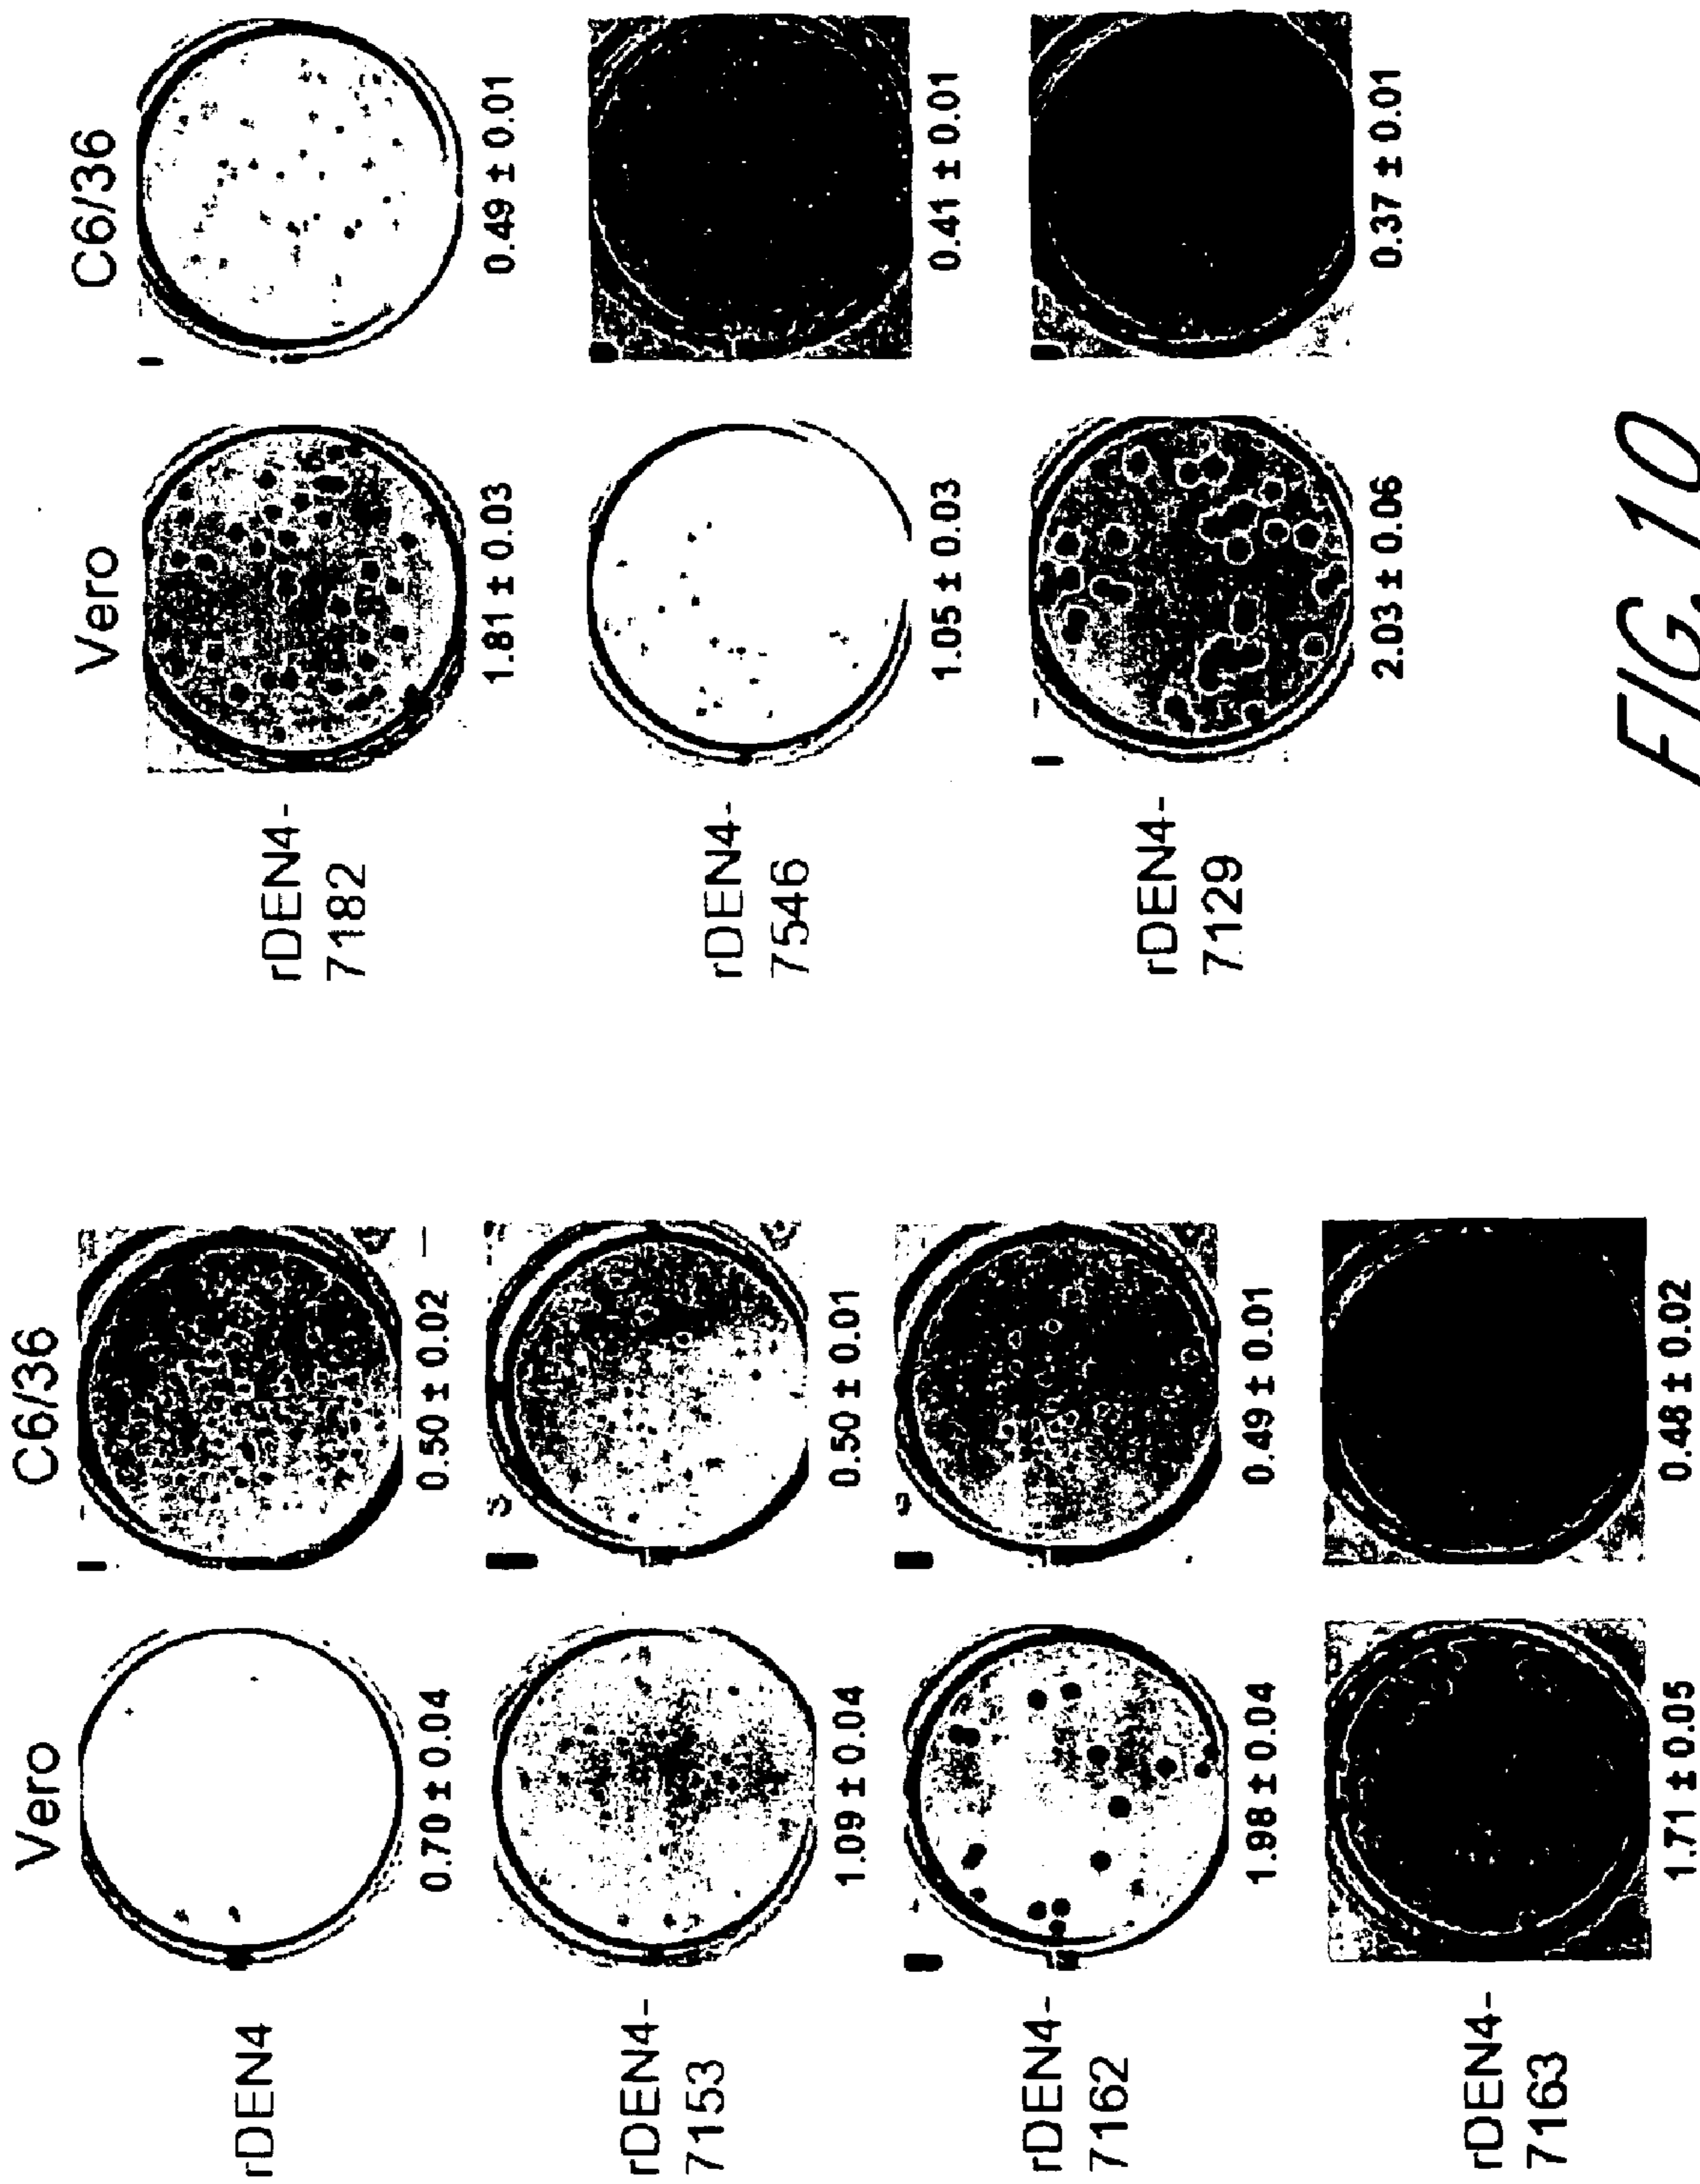 Vero C6/36
rDEN4
0.70 ± 0.04 0.50 ± 0.02
rDEN4-
7153
1.09 ± 0.04 0.50 ± 0.01
rDEN4-
7162
1.98 ± 0.04 0.49 ± 0.01
rDEN4-
7163
1.71 ± 0.05 0.48 ± 0.02
Vero C6/36
rDEN4-
7182
1.81 ± 0.03 0.49 ± 0.01
rDEN4-
7546
1.05 ± 0.03 0.41 ± 0.01
rDEN4-
7129
2.03 ± 0.06 0.37 ± 0.01
FIG. 10